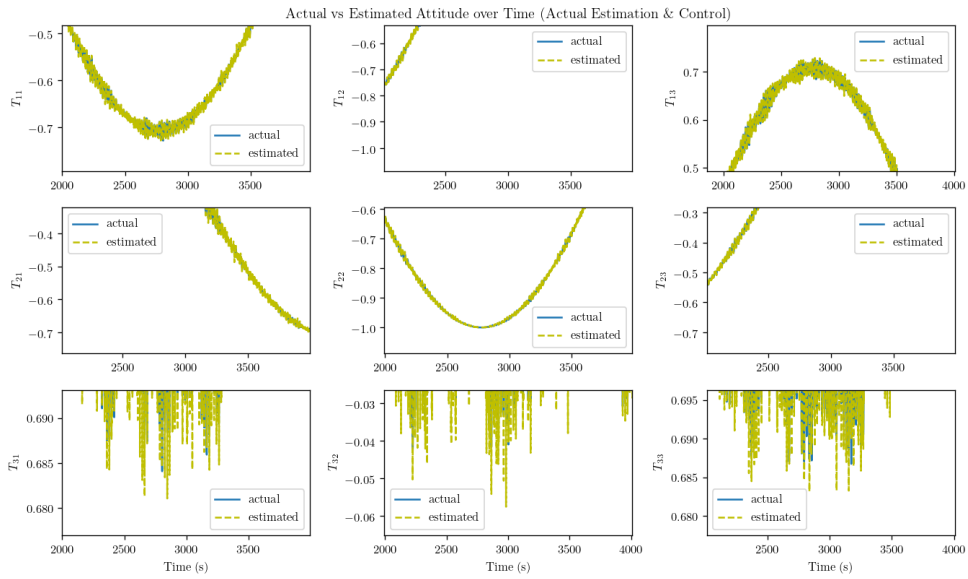 Actual vs Estimated Attitude over Time (Actual Estimation & Control)
−0.5
−0.6
−0.7
T11
2000 2500 3000 3500
actual
estimated
−0.6
−0.7
−0.8
−0.9
−1.0
T12
2500 3000 3500
actual
estimated
0.7
0.6
0.5
T13
2000 2500 3000 3500 4000
actual
estimated
−0.4
−0.5
−0.6
−0.7
T21
2500 3000 3500
actual
estimated
−0.6
−0.7
−0.8
−0.9
−1.0
T22
2000 2500 3000 3500
actual
estimated
−0.3
−0.4
−0.5
−0.6
−0.7
T23
2500 3000 3500
actual
estimated
0.690
0.685
0.680
T31
2000 2500 3000 3500
Time (s)
actual
estimated
−0.03
−0.04
−0.05
−0.06
T32
2000 2500 3000 3500 4000
Time (s)
actual
estimated
0.695
0.690
0.685
0.680
T33
2500 3000 3500
Time (s)
actual
estimated